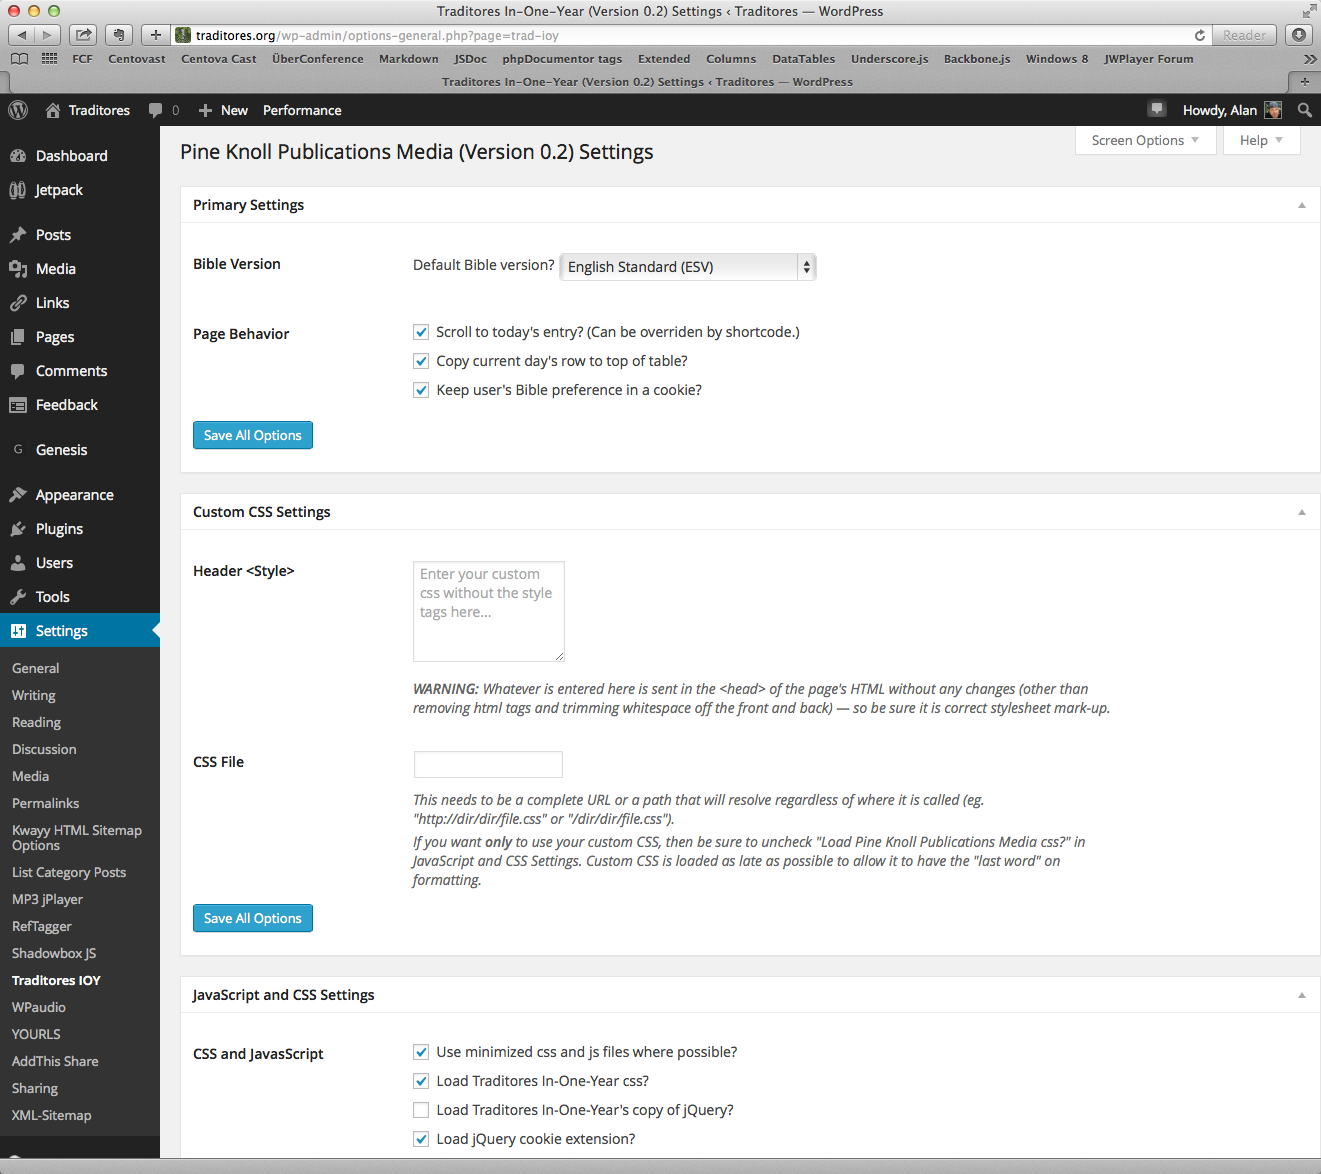 Traditores In-One-Year (Version 0.2) Settings ‹ Traditores — WordPress
traditores.org/wp-admin/options-general.php?page=trad-ioy
Reader
FCF Centovast Centova Cast ÜberConference Markdown JSDoc phpDocumentor tags Extended Columns DataTables Underscore.js Backbone.js Windows 8 JWPlayer Forum
Traditores In-One-Year (Version 0.2) Settings ‹ Traditores — WordPress
Traditores 0 New Performance Howdy, Alan
Screen Options Help
Dashboard
Jetpack
Posts
Media
Links
Pages
Comments
Feedback
G Genesis
Appearance
Plugins
Users
Tools
Settings
General
Writing
Reading
Discussion
Media
Permalinks
Kwayy HTML Sitemap
Options
List Category Posts
MP3 jPlayer
RefTagger
Shadowbox JS
Traditores IOY
WPaudio
YOURLS
AddThis Share
Sharing
XML-Sitemap
Pine Knoll Publications Media (Version 0.2) Settings
Primary Settings
Bible Version
Default Bible version? English Standard (ESV)
Page Behavior
Scroll to today's entry? (Can be overriden by shortcode.)
Copy current day's row to top of table?
Keep user's Bible preference in a cookie?
Save All Options
Custom CSS Settings
Header <Style>
Enter your custom
css without the style
tags here...
WARNING: Whatever is entered here is sent in the <head> of the page's HTML without any changes (other than
removing html tags and trimming whitespace off the front and back) — so be sure it is correct stylesheet mark-up.
CSS File
This needs to be a complete URL or a path that will resolve regardless of where it is called (eg.
"http://dir/dir/file.css" or "/dir/dir/file.css").
If you want only to use your custom CSS, then be sure to uncheck "Load Pine Knoll Publications Media css?" in
JavaScript and CSS Settings. Custom CSS is loaded as late as possible to allow it to have the "last word" on
formatting.
Save All Options
JavaScript and CSS Settings
CSS and JavasScript
Use minimized css and js files where possible?
Load Traditores In-One-Year css?
Load Traditores In-One-Year's copy of jQuery?
Load jQuery cookie extension?